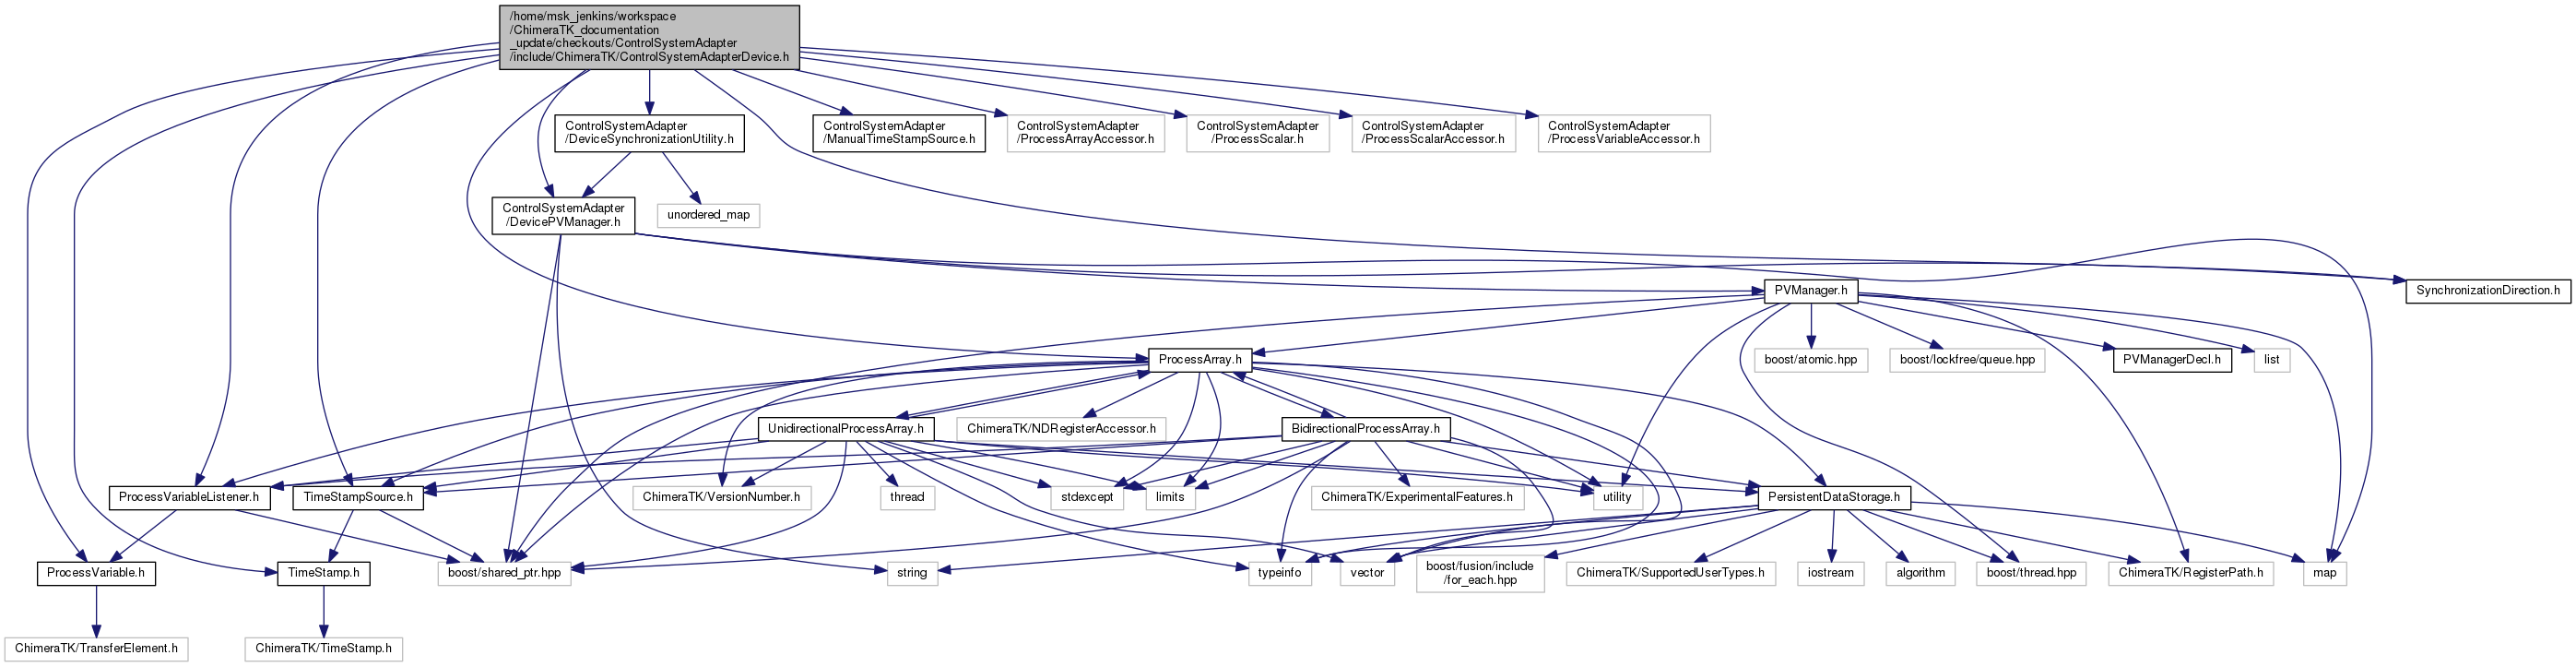 /home/msk_jenkins/workspace
/ChimeraTK_documentation
_update/checkouts/ControlSystemAdapter
/include/ChimeraTK/ControlSystemAdapterDevice.h
ControlSystemAdapter
/DeviceSynchronizationUtility.h
ControlSystemAdapter
/ManualTimeStampSource.h
ControlSystemAdapter
/ProcessArrayAccessor.h
ControlSystemAdapter
/ProcessScalar.h
ControlSystemAdapter
/ProcessScalarAccessor.h
ControlSystemAdapter
/ProcessVariableAccessor.h
ControlSystemAdapter
/DevicePVManager.h
unordered_map
PVManager.h
SynchronizationDirection.h
ProcessArray.h
boost/atomic.hpp
boost/lockfree/queue.hpp
PVManagerDecl.h
list
UnidirectionalProcessArray.h
ChimeraTK/NDRegisterAccessor.h
BidirectionalProcessArray.h
ProcessVariableListener.h
TimeStampSource.h
ChimeraTK/VersionNumber.h
thread
stdexcept
limits
ChimeraTK/ExperimentalFeatures.h
utility
PersistentDataStorage.h
ProcessVariable.h
TimeStamp.h
boost/shared_ptr.hpp
string
typeinfo
vector
boost/fusion/include
/for_each.hpp
ChimeraTK/SupportedUserTypes.h
iostream
algorithm
boost/thread.hpp
ChimeraTK/RegisterPath.h
map
ChimeraTK/TransferElement.h
ChimeraTK/TimeStamp.h